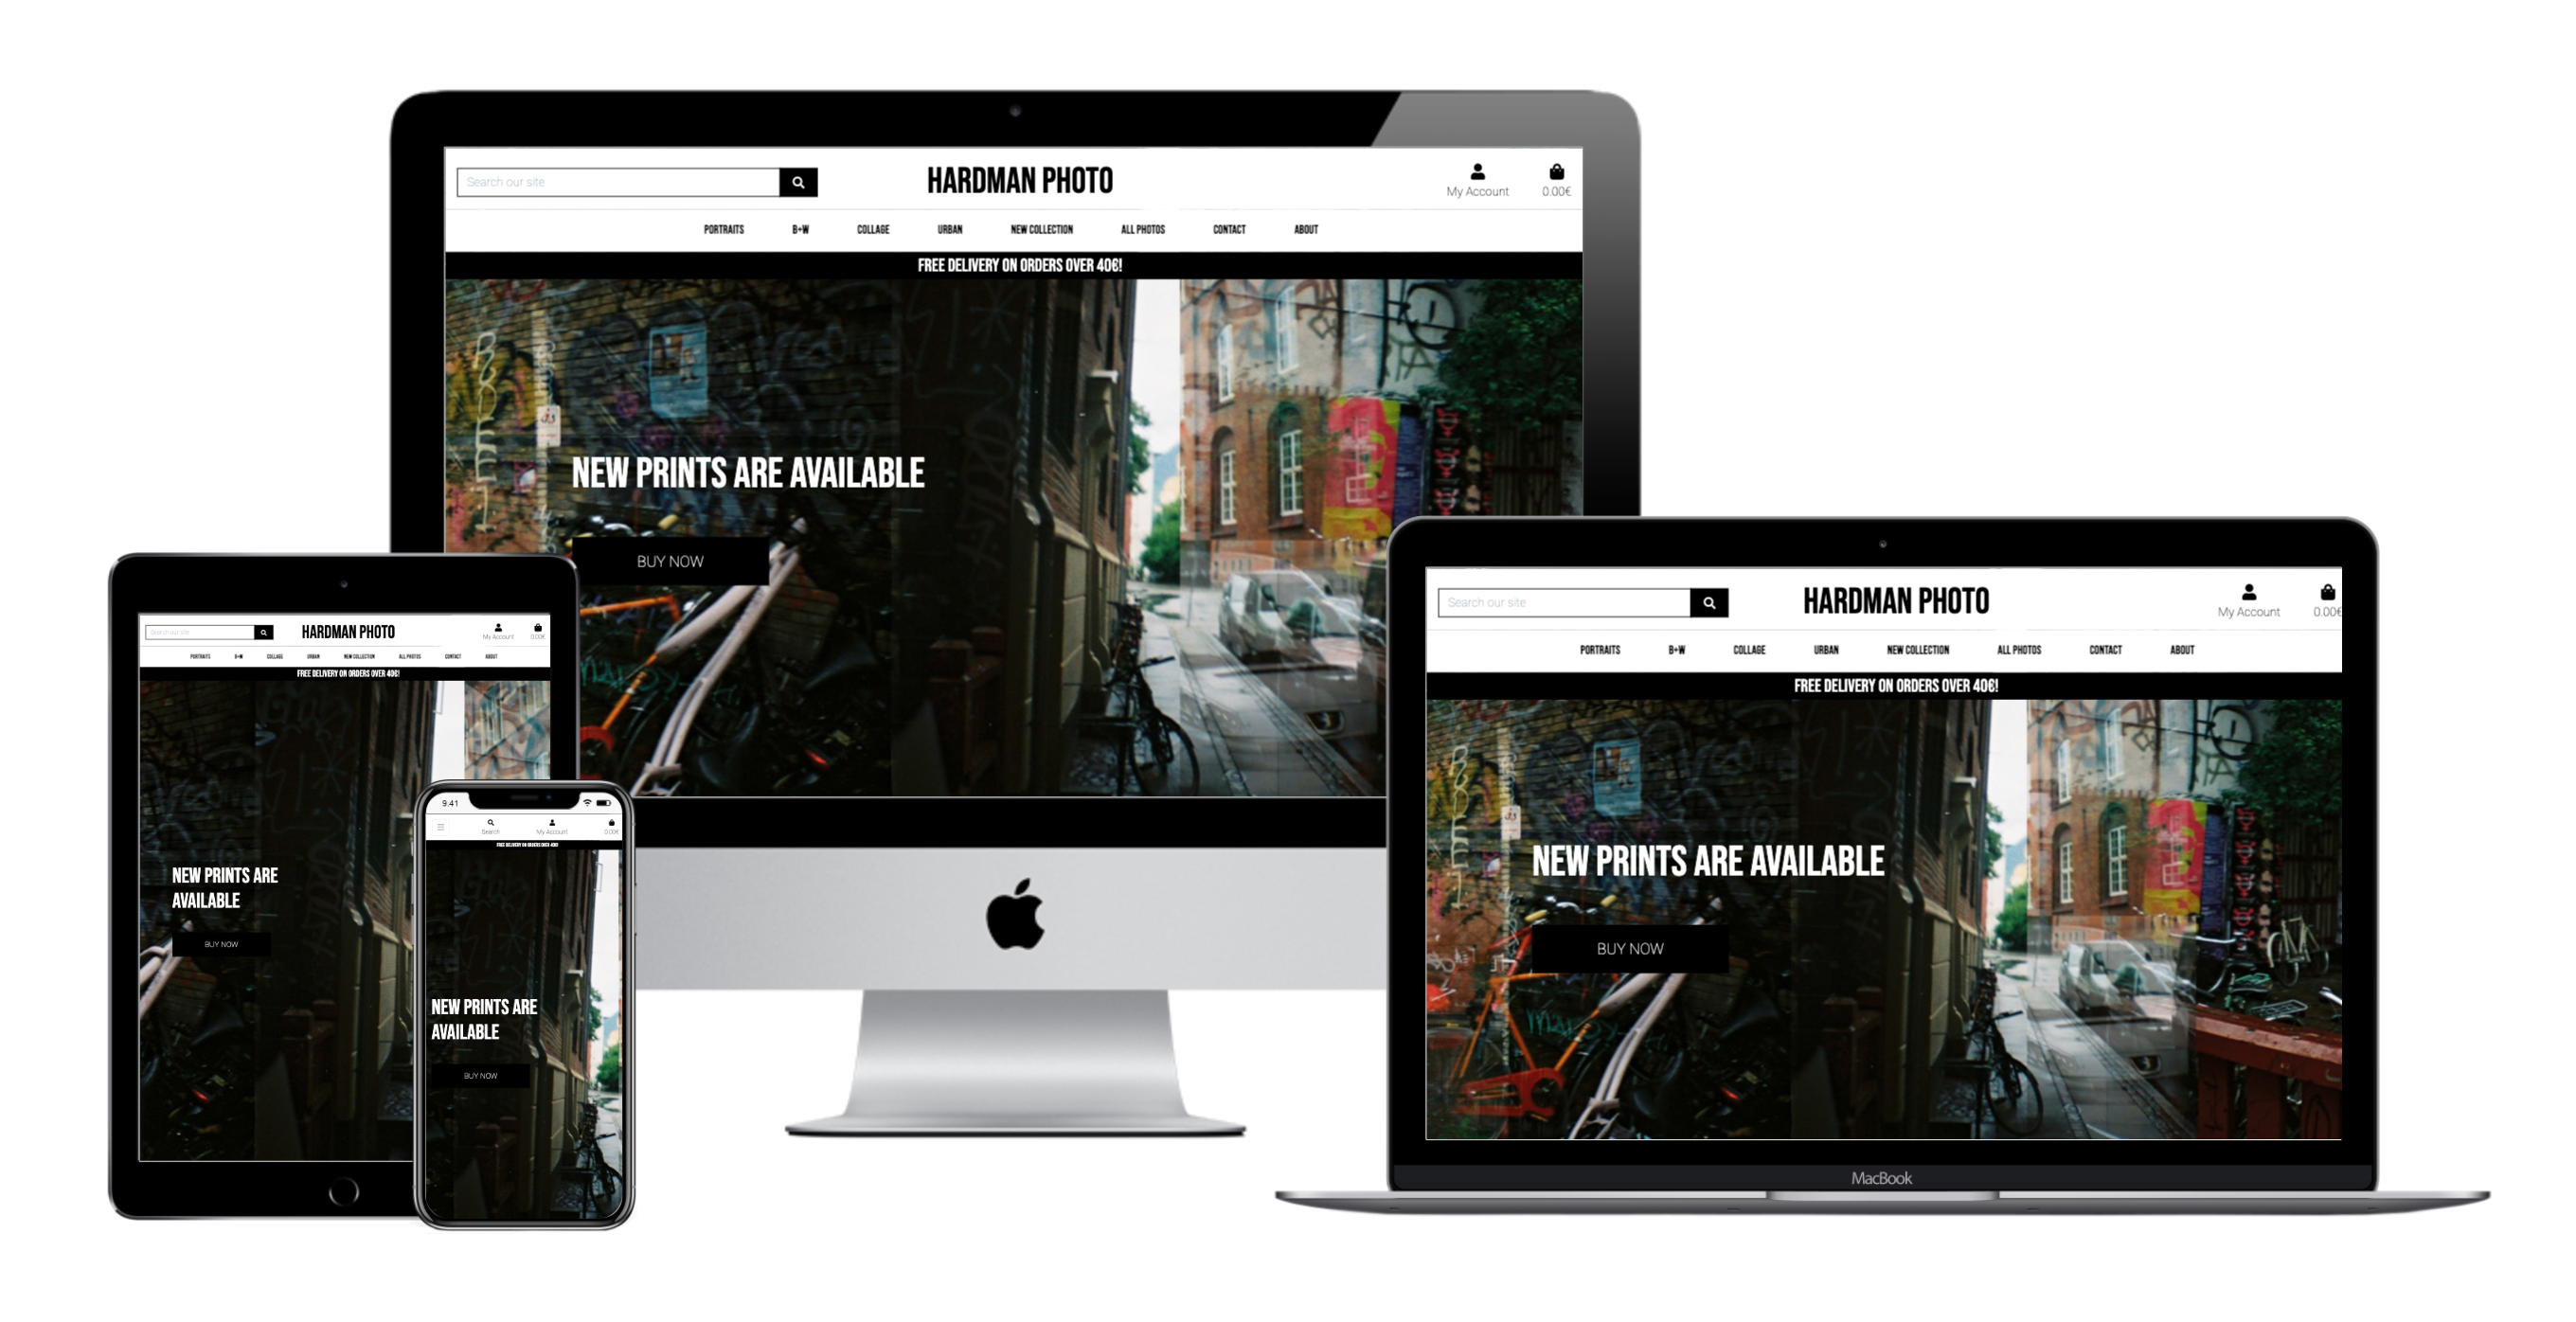 Search our site
HARDMAN PHOTO
My Account
0.00€
PORTRAITS B+W COLLAGE URBAN NEW COLLECTION ALL PHOTOS CONTACT ABOUT
FREE DELIVERY ON ORDERS OVER 40€!
NEW PRINTS ARE AVAILABLE
BUY NOW
Search our site
HARDMAN PHOTO
My Account
0.00€
PORTRAITS B+W COLLAGE URBAN NEW COLLECTION ALL PHOTOS CONTACT ABOUT
FREE DELIVERY ON ORDERS OVER 40€!
NEW PRINTS ARE
AVAILABLE
BUY NOW
9.41
Search
My Account
0.00€
FREE DELIVERY ON ORDERS OVER 40€!
NEW PRINTS ARE
AVAILABLE
BUY NOW
Search our site
HARDMAN PHOTO
My Account
0.00€
PORTRAITS B+W COLLAGE URBAN NEW COLLECTION ALL PHOTOS CONTACT ABOUT
FREE DELIVERY ON ORDERS OVER 40€!
NEW PRINTS ARE AVAILABLE
BUY NOW
MacBook